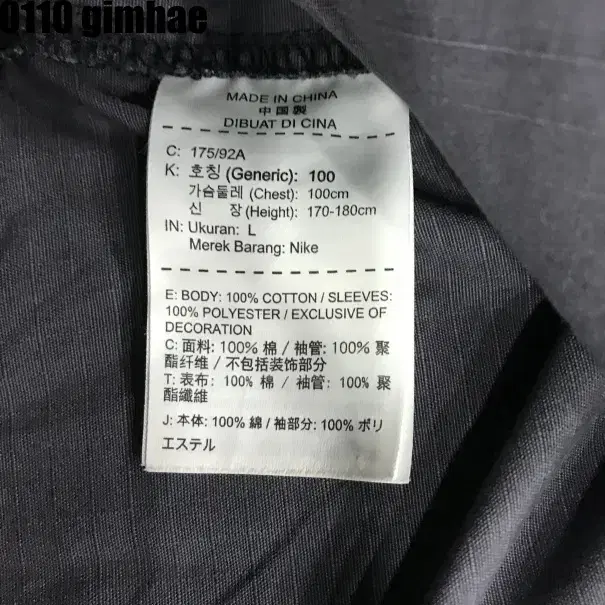 0110 gimhae
MADE IN CHINA
中国製
DIBUAT DI CINA
C: 175/92A
K: 호칭 (Generic): 100
가슴둘레 (Chest): 100cm
신 장 (Height): 170-180cm
IN: Ukuran: L
Merek Barang: Nike
E: BODY: 100% COTTON / SLEEVES:
100% POLYESTER / EXCLUSIVE OF
DECORATION
C: 面料: 100% 棉 / 袖管: 100% 聚
酯纤维 / 不包括装饰部分
T: 表布: 100% 棉 / 袖管: 100% 聚
酯纖維
J: 本体: 100% 綿 / 袖部分: 100% ポリ
エステル